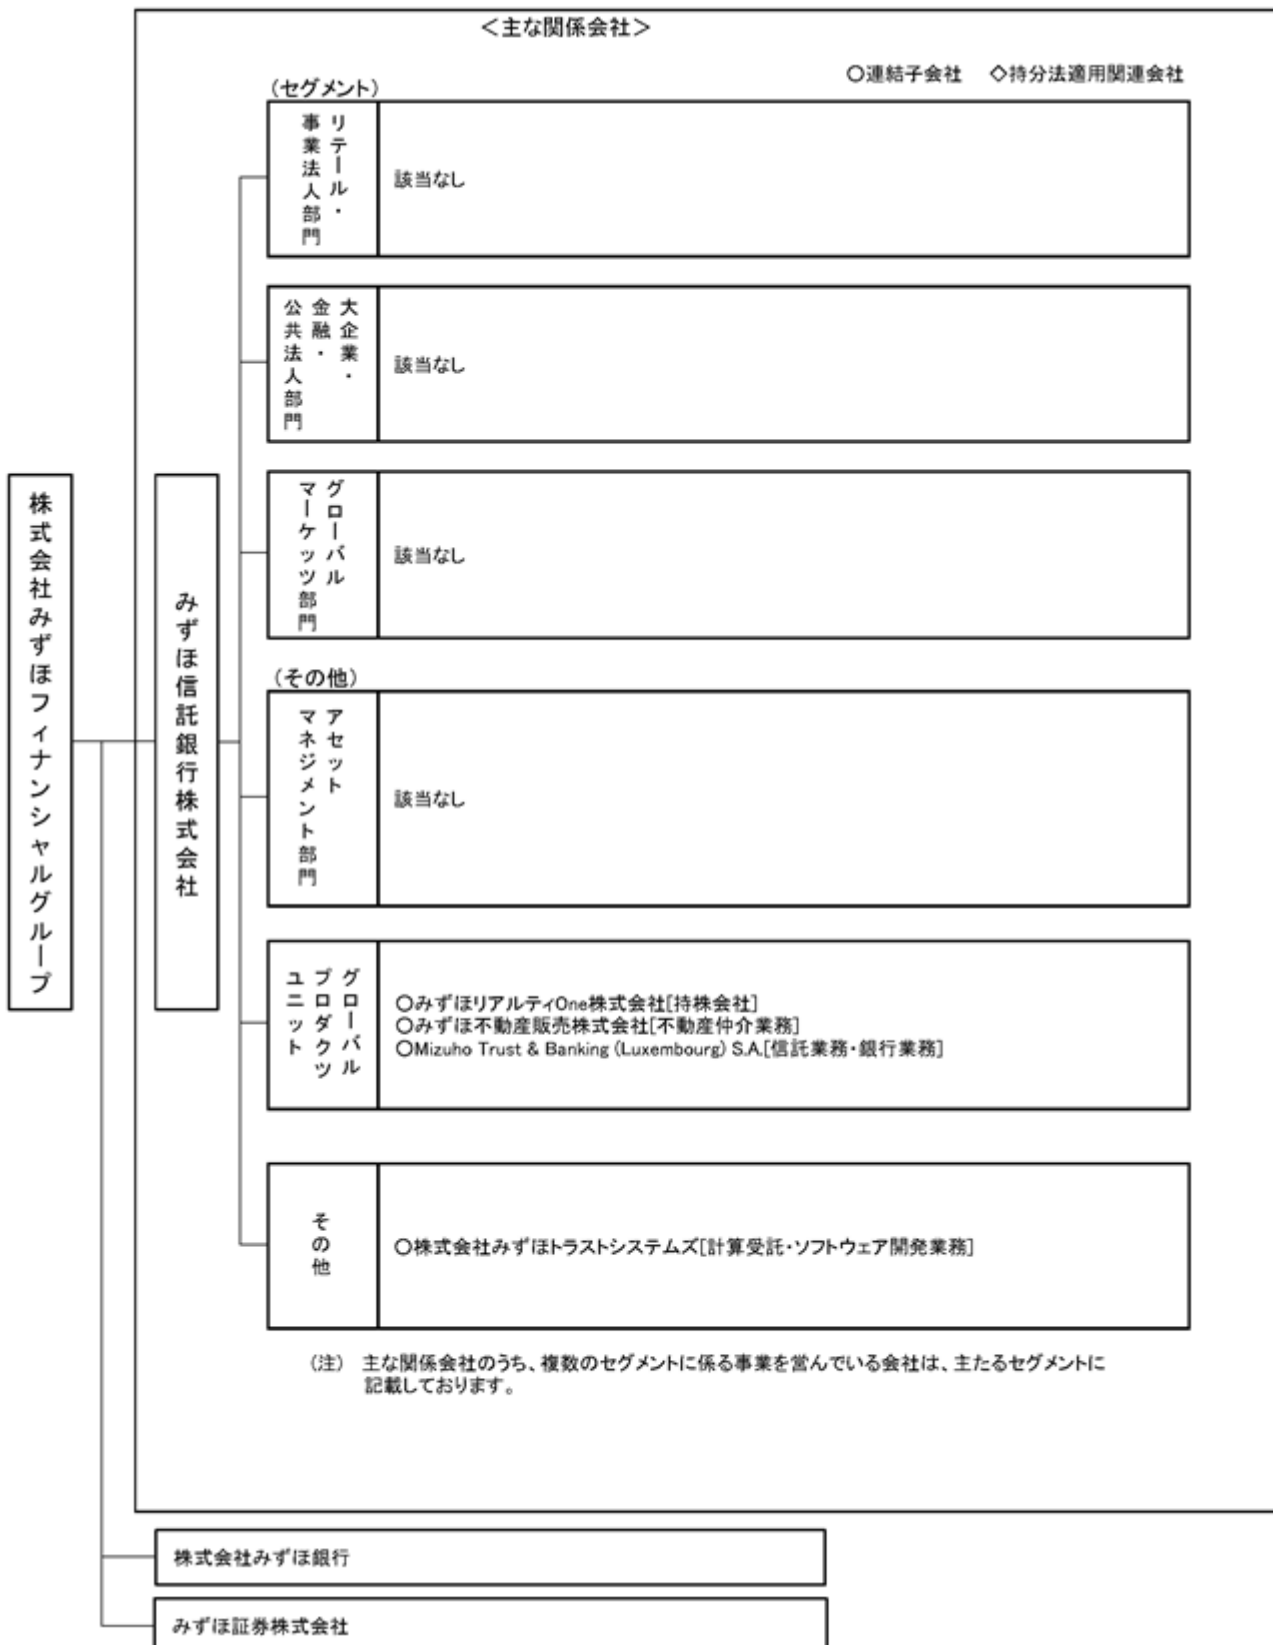 ＜主な関係会社＞
○連結子会社　◇持分法適用関連会社
(セグメント)
リテール・
事業法人部門
該当なし
大企業・
金融・
公共法人部門
該当なし
グローバル
マーケッツ部門
該当なし
株式会社みずほフィナンシャルグループ
みずほ信託銀行株式会社
(その他)
アセット
マネジメント部門
該当なし
グローバル
プロダクツ
ユニット
○みずほリアルティOne株式会社[持株会社]
○みずほ不動産販売株式会社[不動産仲介業務]
○Mizuho Trust & Banking (Luxembourg) S.A.[信託業務・銀行業務]
その他
○株式会社みずほトラストシステムズ[計算受託・ソフトウェア開発業務]
(注)　主な関係会社のうち、複数のセグメントに係る事業を営んでいる会社は、主たるセグメントに
記載しております。
株式会社みずほ銀行
みずほ証券株式会社